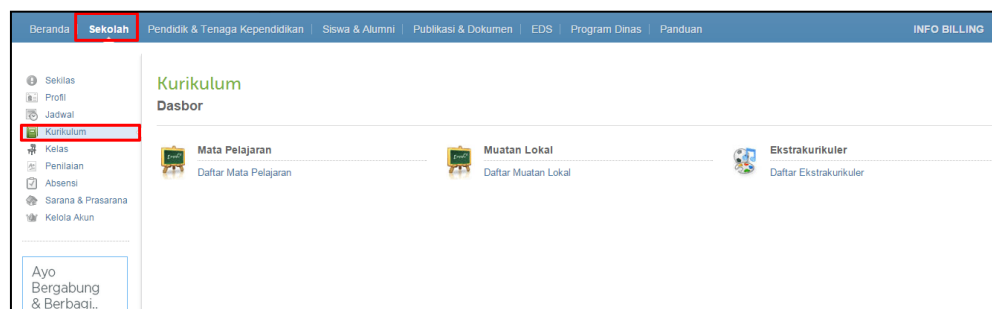 Beranda Sekolah Pendidik & Tenaga Kependidikan Siswa & Alumni Publikasi & Dokumen EDS Program Dinas Panduan INFO BILLING
Sekilas
Profil
Jadwal
Kurikulum
Kelas
Penilaian
Absensi
Sarana & Prasarana
Kelola Akun
Ayo
Bergabung
& Berbagi..
Kurikulum
Dasbor
Mata Pelajaran
Daftar Mata Pelajaran
Muatan Lokal
Daftar Muatan Lokal
Ekstrakurikuler
Daftar Ekstrakurikuler